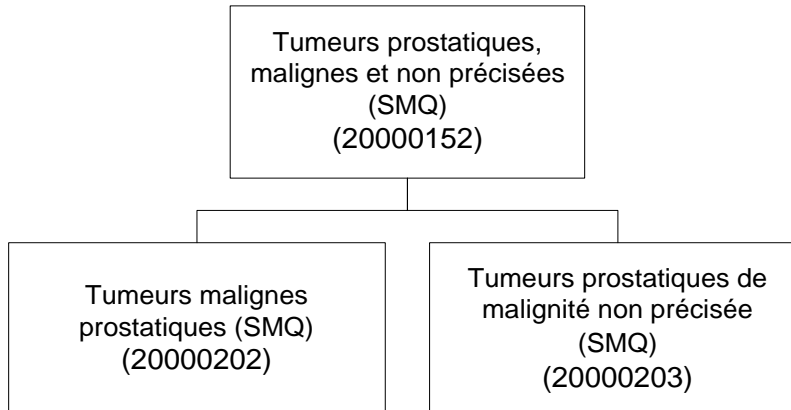 Tumeurs prostatiques,
malignes et non précisées
(SMQ)
(20000152)
Tumeurs malignes
prostatiques (SMQ)
(20000202)
Tumeurs prostatiques de
malignité non précisée
(SMQ)
(20000203)